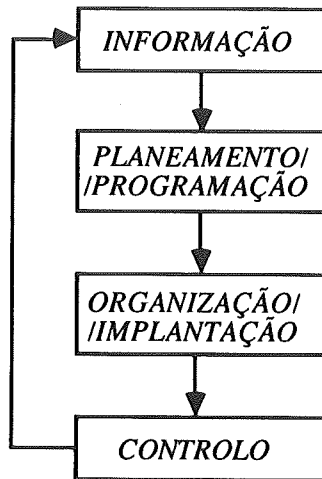 INFORMAÇÃO
PLANEAMENTO/
/PROGRAMAÇÃO
ORGANIZAÇÃO/
/IMPLANTAÇÃO
CONTROLO